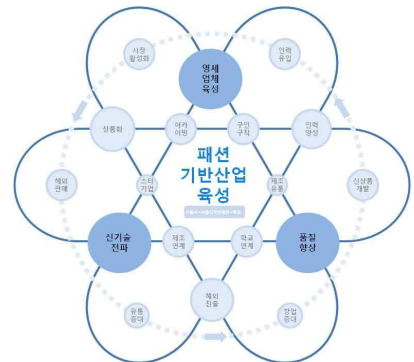 시장
활성화
인력
유입
영세
업체
육성
상품화
아카
이빙
구인
구직
인력
양성
패션
기반산업
육성
해외
판매
스타
기업
제조
유통
신상품
개발
신기술
전파
제조
연계
학교
연계
품질
향상
해외
진출
유통
증대
창업
증대